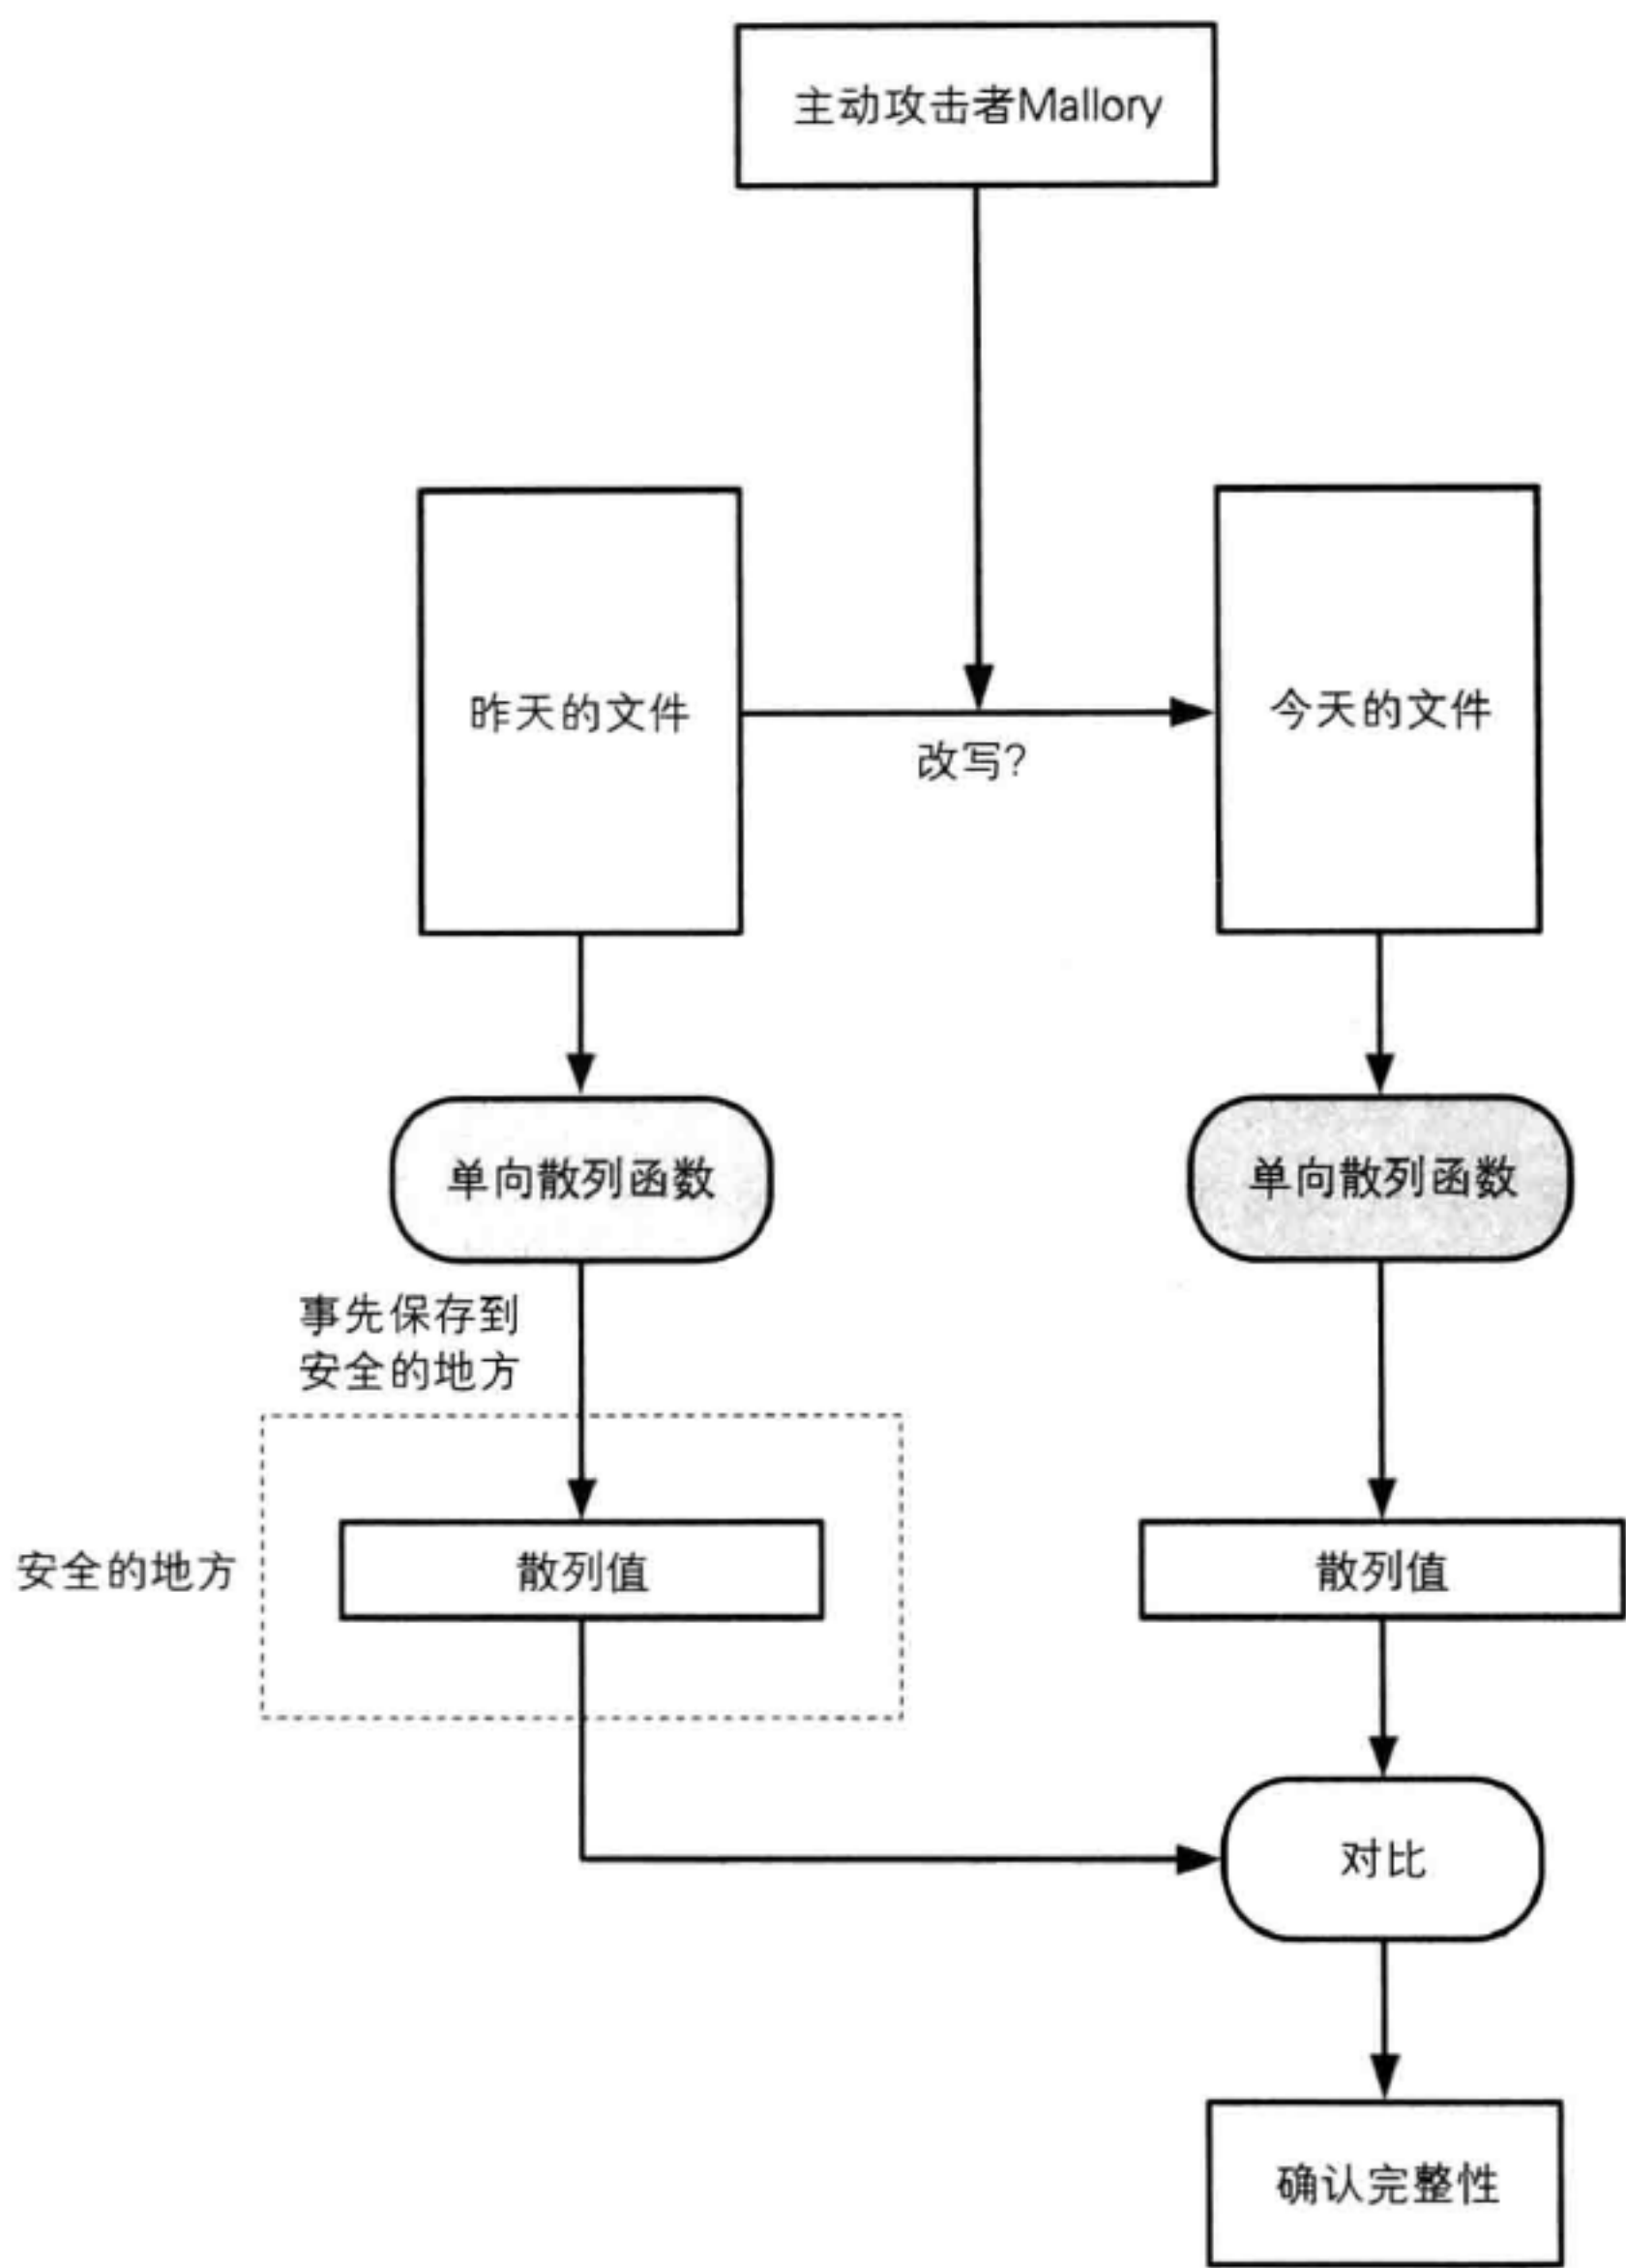 主动攻击者Mallory
昨天的文件
今天的文件
改写？
单向散列函数
单向散列函数
事先保存到
安全的地方
安全的地方
散列值
散列值
对比
确认完整性